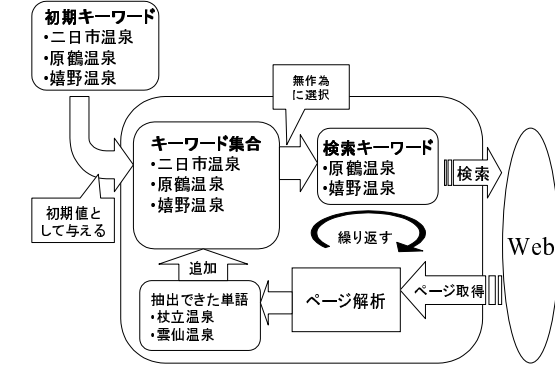 初期キーワード
・二日市温泉
・原鶴温泉
・嬉野温泉
無作為
に選択
キーワード集合
・二日市温泉
・原鶴温泉
・嬉野温泉
検索キーワード
・原鶴温泉
・嬉野温泉
検索
初期値と
して与える
繰り返す
Web
追加
抽出できた単語
・杖立温泉
・雲仙温泉
ページ解析
ページ取得